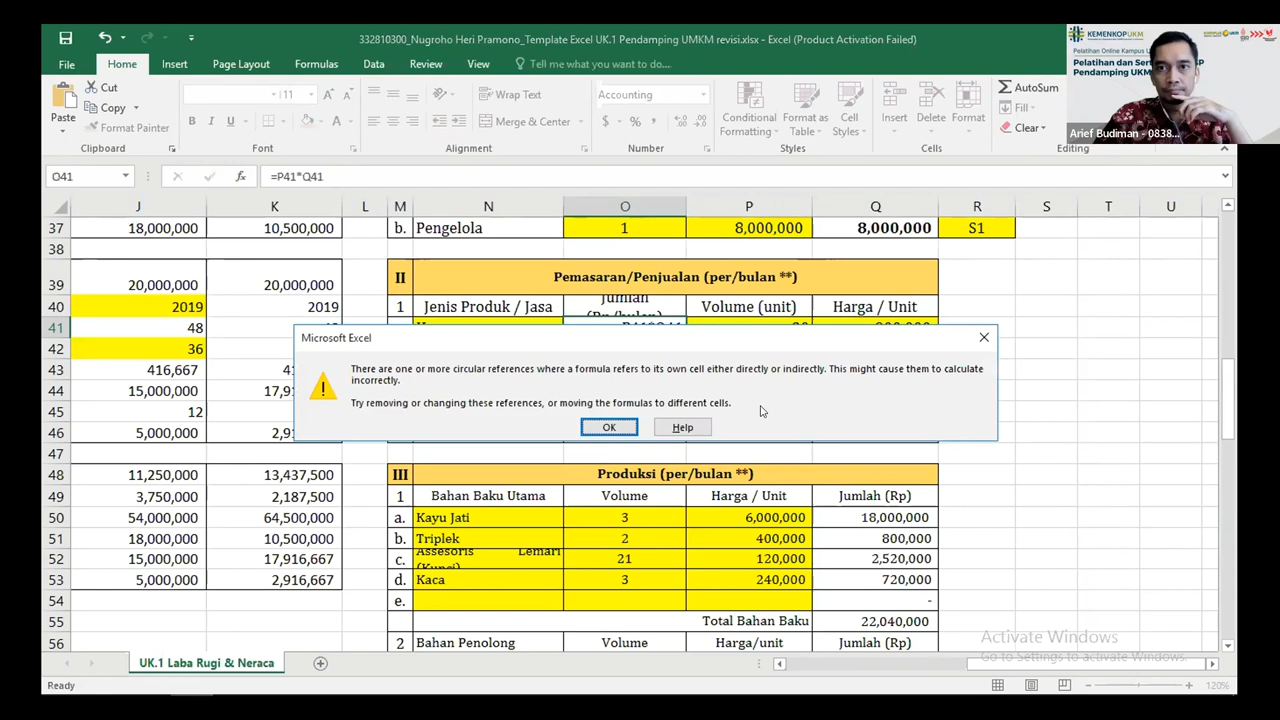 332810300_Nugroho Heri Pramono_Template Excel UK.1 Pendamping UMKM revisi.xlsx - Excel (Product Activation Failed)
KEMENKOPUKM
Pelatihan Online Kampus U
Pelatihan dan Ser SP
Pendamping UKM
Arief Budiman - 0838...
File Home Insert Page Layout Formulas Data Review View Tell me what you want to do...
Paste Cut Copy Format Painter
11 A A Wrap Text Merge & Center
B I U
Accounting $ % ,
Conditional Formatting Format as Table Cell Styles Insert Delete Format
AutoSum Fill Clear
Clipboard Font Alignment Number Styles Cells Editing
O41 fx =P41*Q41
J K L M N O P Q R S T U
37 18,000,000 10,500,000 b. Pengelola 1 8,000,000 8,000,000 S1
38
39 20,000,000 20,000,000 II Pemasaran/Penjualan (per/bulan **)
40 2019 2019 1 Jenis Produk / Jasa Jumlah (Rp/bulan) Volume (unit) Harga / Unit
41 48
42 36
43 416,667
44 15,000,000
45 12
46 5,000,000
Microsoft Excel
There are one or more circular references where a formula refers to its own cell either directly or indirectly. This might cause them to calculate
incorrectly.
Try removing or changing these references, or moving the formulas to different cells.
OK Help
47
48 11,250,000 13,437,500 III Produksi (per/bulan **)
49 3,750,000 2,187,500 1 Bahan Baku Utama Volume Harga / Unit Jumlah (Rp)
50 54,000,000 64,500,000 a. Kayu Jati 3 6,000,000 18,000,000
51 18,000,000 10,500,000 b. Triplek 2 400,000 800,000
52 15,000,000 17,916,667 c. Assesoris Lemari (Kunci) 21 120,000 2,520,000
53 5,000,000 2,916,667 d. Kaca 3 240,000 720,000
54 e. -
55 Total Bahan Baku 22,040,000
56 2 Bahan Penolong Volume Harga/unit Jumlah (Rp)
Activate Windows
Go to Settings to activate Windows.
UK.1 Laba Rugi & Neraca
Ready 120%